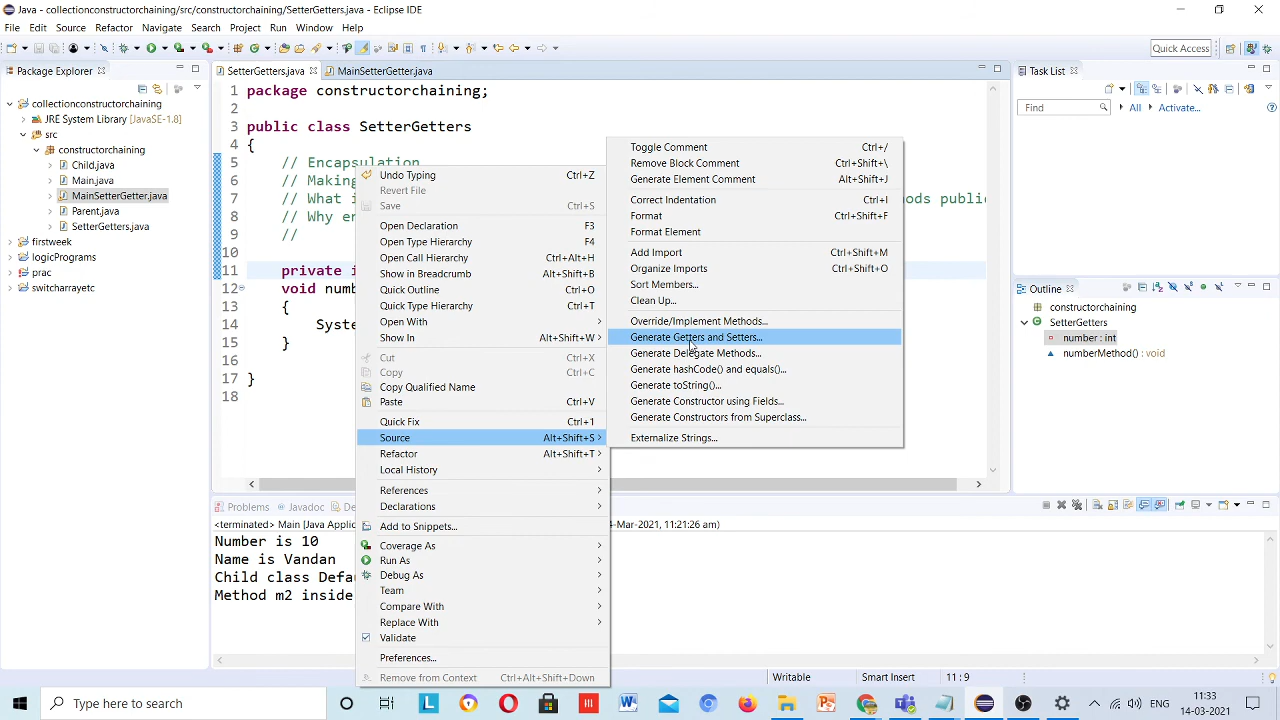 Java - collectionconstructorchaining/src/constructorchaining/SetterGetters.java - Eclipse IDE
File Edit Source Refactor Navigate Search Project Run Window Help
Quick Access
Package Explorer
collectionconstructorchaining
JRE System Library [JavaSE-1.8]
src
constructorchaining
Child.java
Main.java
MainSetterGetter.java
Parent.java
SetterGetters.java
firstweek
logicPrograms
prac
switcharrayetc
SetterGetters.java MainSetterGetter.java
1 package constructorchaining;
2
3 public class SetterGetters
4 {
5 // Encapsulation
6 // Making
7 // What i ods public
8 // Why en
9 //
10
11 private i
12 void numb
13 {
14 Syste
15 }
16
17 }
18
Undo Typing Ctrl+Z
Revert File
Save Ctrl+S
Open Declaration F3
Open Type Hierarchy F4
Open Call Hierarchy Ctrl+Alt+H
Show in Breadcrumb Alt+Shift+B
Quick Outline Ctrl+O
Quick Type Hierarchy Ctrl+T
Open With
Show In Alt+Shift+W
Cut Ctrl+X
Copy Ctrl+C
Copy Qualified Name
Paste Ctrl+V
Quick Fix Ctrl+1
Source Alt+Shift+S
Refactor Alt+Shift+T
Local History
References
Declarations
Add to Snippets...
Coverage As
Run As
Debug As
Team
Compare With
Replace With
Validate
Preferences...
Remove from Context Ctrl+Alt+Shift+Down
Toggle Comment Ctrl+/
Remove Block Comment Ctrl+Shift+\
Generate Element Comment Alt+Shift+J
Correct Indentation Ctrl+I
Format Ctrl+Shift+F
Format Element
Add Import Ctrl+Shift+M
Organize Imports Ctrl+Shift+O
Sort Members...
Clean Up...
Override/Implement Methods...
Generate Getters and Setters...
Generate Delegate Methods...
Generate hashCode() and equals()...
Generate toString()...
Generate Constructor using Fields...
Generate Constructors from Superclass...
Externalize Strings...
Task List
Find All Activate...
Outline
constructorchaining
SetterGetters
number : int
numberMethod() : void
Problems Javadoc De
<terminated> Main [Java Applic 4-Mar-2021, 11:21:26 am)
Number is 10
Name is Vandan
Child class Defa
Method m2 inside
Writable Smart Insert 11 : 9
Type here to search
ENG
11:33
14-03-2021